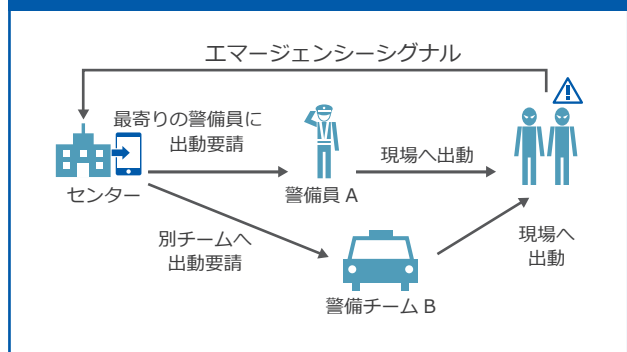 エマージェンシーシグナル
最寄りの警備員に
出動要請
現場へ出動
センター
警備員 A
別チームへ
出動要請
現場へ
出動
警備チーム B